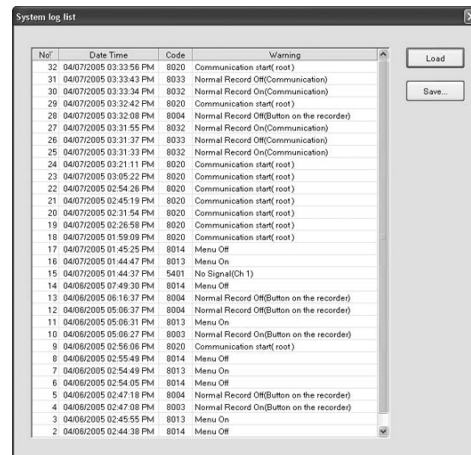 System log list
No. Date Time Code Warning
32 04/07/2005 03:33:56 PM 8020 Communication start( root )
31 04/07/2005 03:33:43 PM 8033 Normal Record Off(Communication)
30 04/07/2005 03:33:34 PM 8032 Normal Record On(Communication)
29 04/07/2005 03:32:42 PM 8020 Communication start( root )
28 04/07/2005 03:32:08 PM 8004 Normal Record Off(Button on the recorder)
27 04/07/2005 03:31:55 PM 8032 Normal Record On(Communication)
26 04/07/2005 03:31:37 PM 8033 Normal Record Off(Communication)
25 04/07/2005 03:31:33 PM 8032 Normal Record On(Communication)
24 04/07/2005 03:21:11 PM 8020 Communication start( root )
23 04/07/2005 03:05:22 PM 8020 Communication start( root )
22 04/07/2005 02:54:26 PM 8020 Communication start( root )
21 04/07/2005 02:45:19 PM 8020 Communication start( root )
20 04/07/2005 02:31:54 PM 8020 Communication start( root )
19 04/07/2005 02:26:58 PM 8020 Communication start( root )
18 04/07/2005 01:59:09 PM 8020 Communication start( root )
17 04/07/2005 01:45:25 PM 8014 Menu Off
16 04/07/2005 01:44:47 PM 8013 Menu On
15 04/07/2005 01:44:37 PM 5401 No Signal(Ch 1)
14 04/06/2005 07:49:30 PM 8014 Menu Off
13 04/06/2005 06:16:37 PM 8004 Normal Record Off(Button on the recorder)
12 04/06/2005 05:06:37 PM 8004 Normal Record Off(Button on the recorder)
11 04/06/2005 05:06:31 PM 8013 Menu On
10 04/06/2005 05:06:27 PM 8003 Normal Record On(Button on the recorder)
9 04/06/2005 02:56:06 PM 8020 Communication start( root )
8 04/06/2005 02:55:49 PM 8014 Menu Off
7 04/06/2005 02:54:49 PM 8013 Menu On
6 04/06/2005 02:54:05 PM 8014 Menu Off
5 04/06/2005 02:47:18 PM 8004 Normal Record Off(Button on the recorder)
4 04/06/2005 02:47:08 PM 8003 Normal Record On(Button on the recorder)
3 04/06/2005 02:45:55 PM 8013 Menu On
2 04/06/2005 02:44:38 PM 8014 Menu Off
Load
Save...